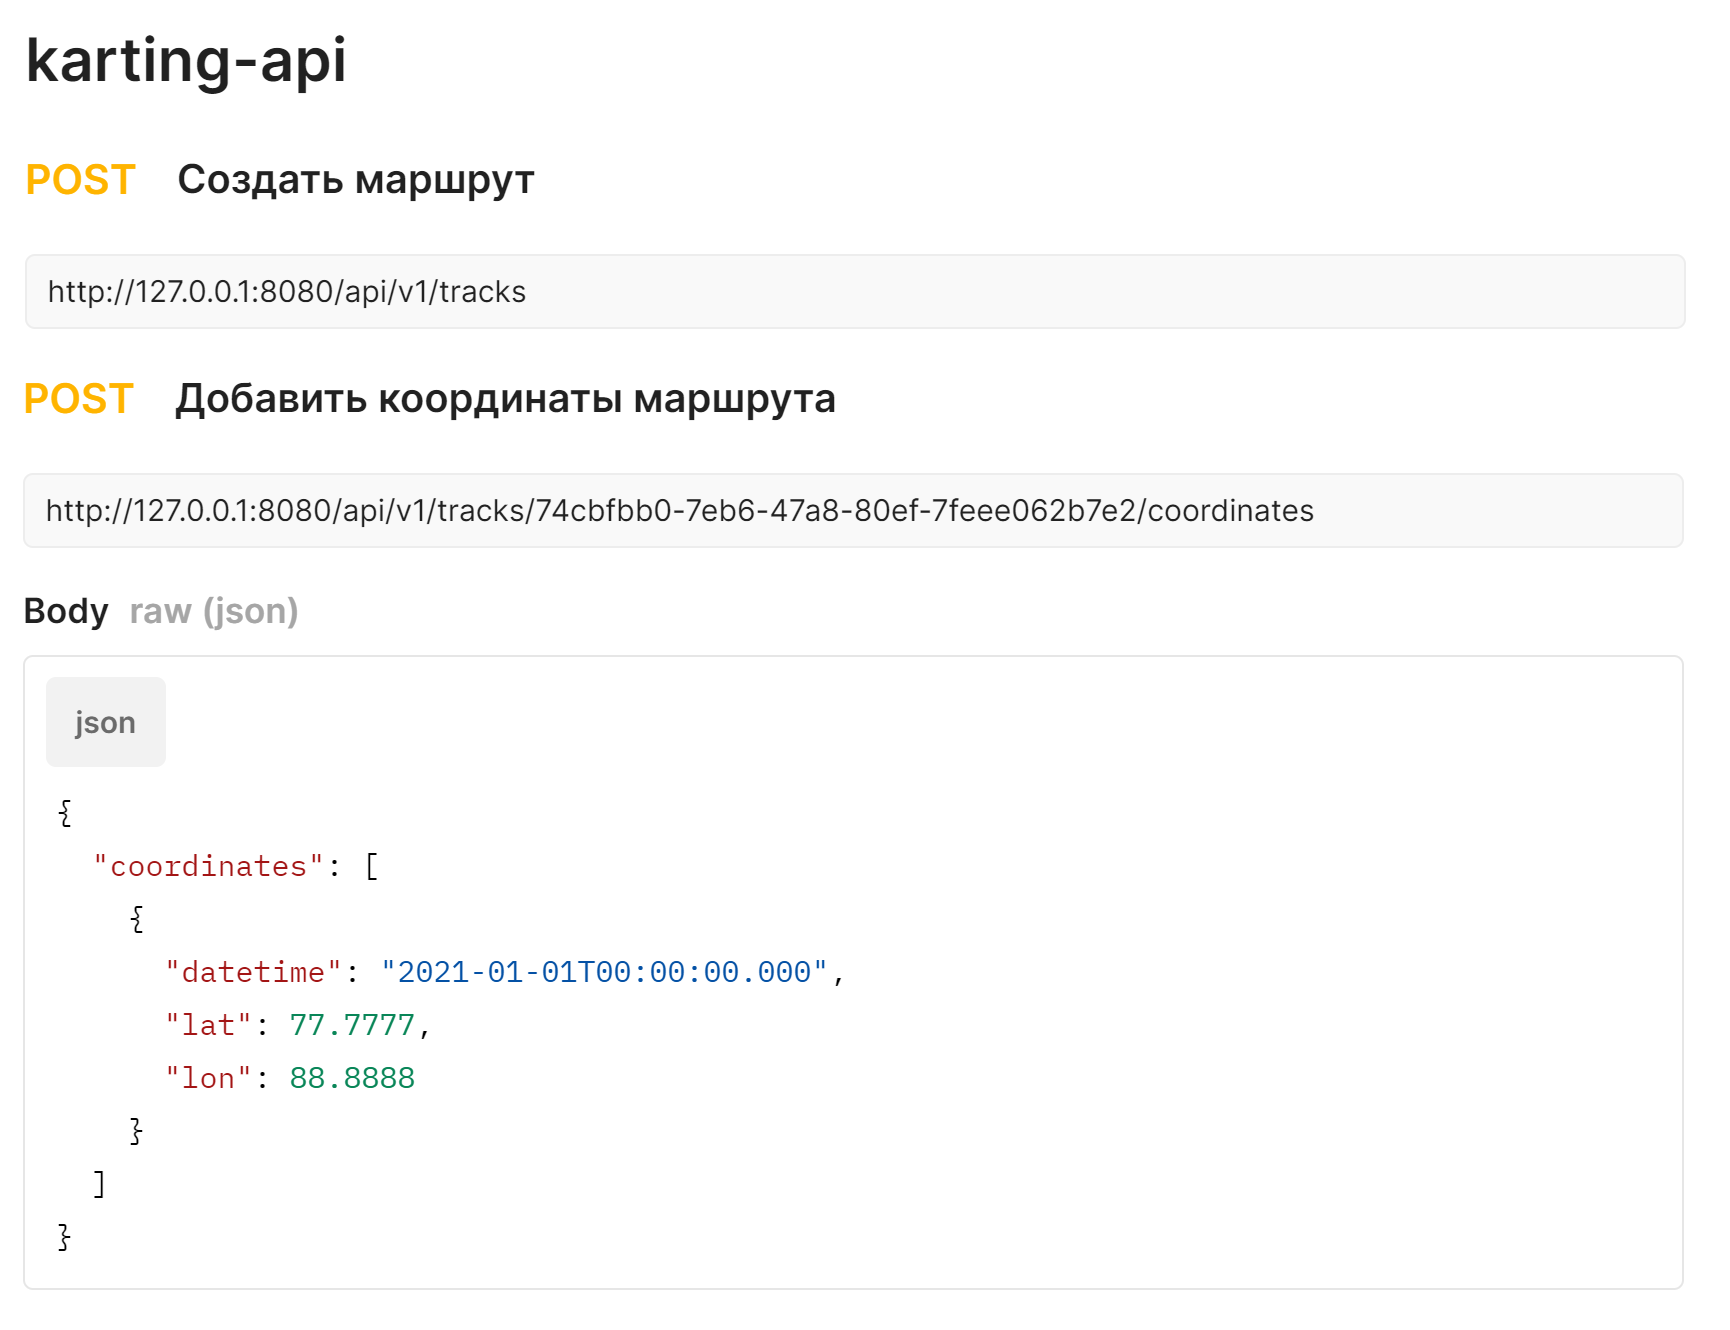 karting-api
POST Создать маршрут
http://127.0.0.1:8080/api/v1/tracks
POST Добавить координаты маршрута
http://127.0.0.1:8080/api/v1/tracks/74cbfbb0-7eb6-47a8-80ef-7feee062b7e2/coordinates
Body raw (json)
json
{
  "coordinates": [
    {
      "datetime": "2021-01-01T00:00:00.000",
      "lat": 77.7777,
      "lon": 88.8888
    }
  ]
}